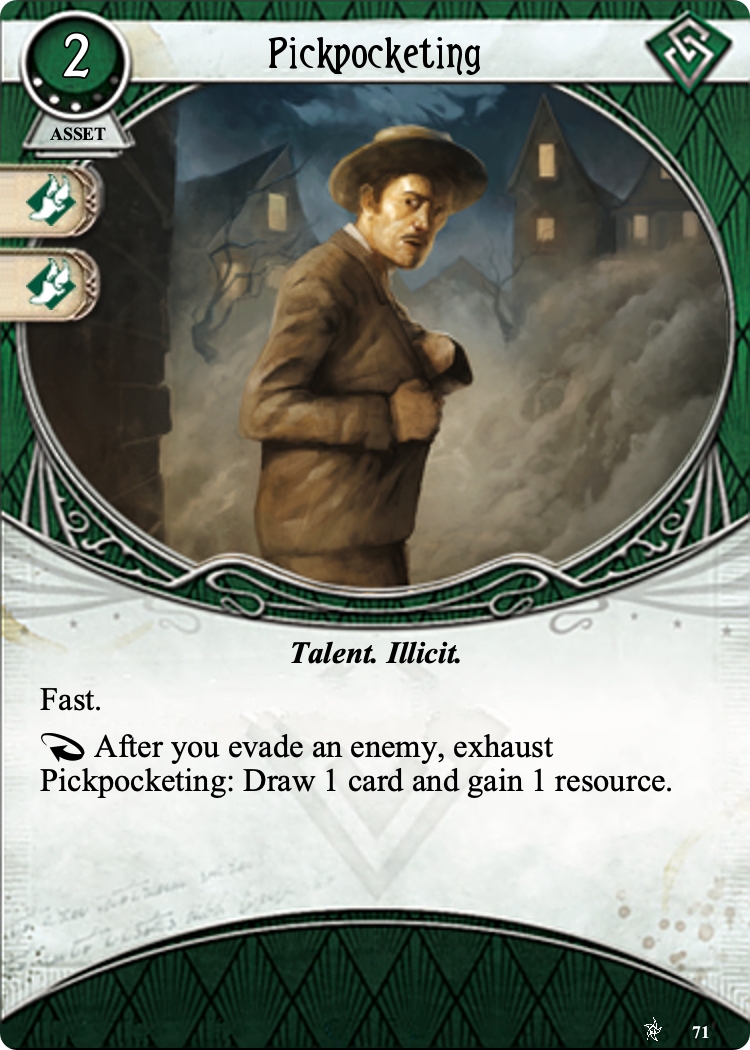 2
Pickpocketing
ASSET
Talent. Illicit.
Fast.
After you evade an enemy, exhaust
Pickpocketing: Draw 1 card and gain 1 resource.
71